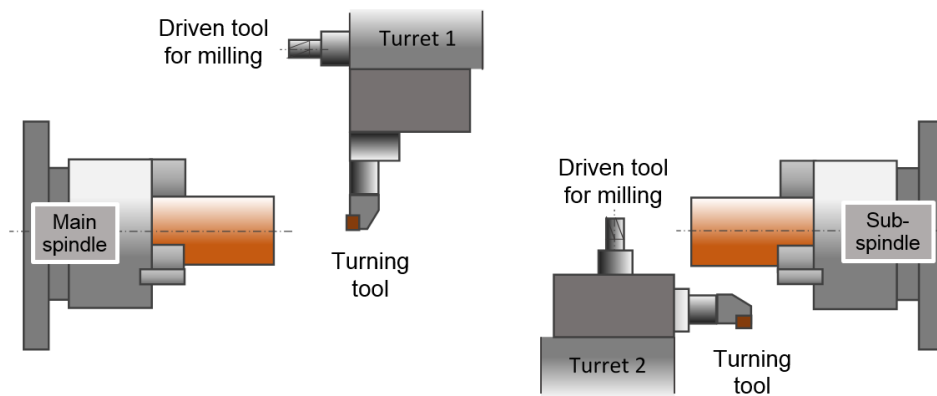 Driven tool
for milling
Turret 1
Main
spindle
Turning
tool
Driven tool
for milling
Sub-
spindle
Turret 2
Turning
tool